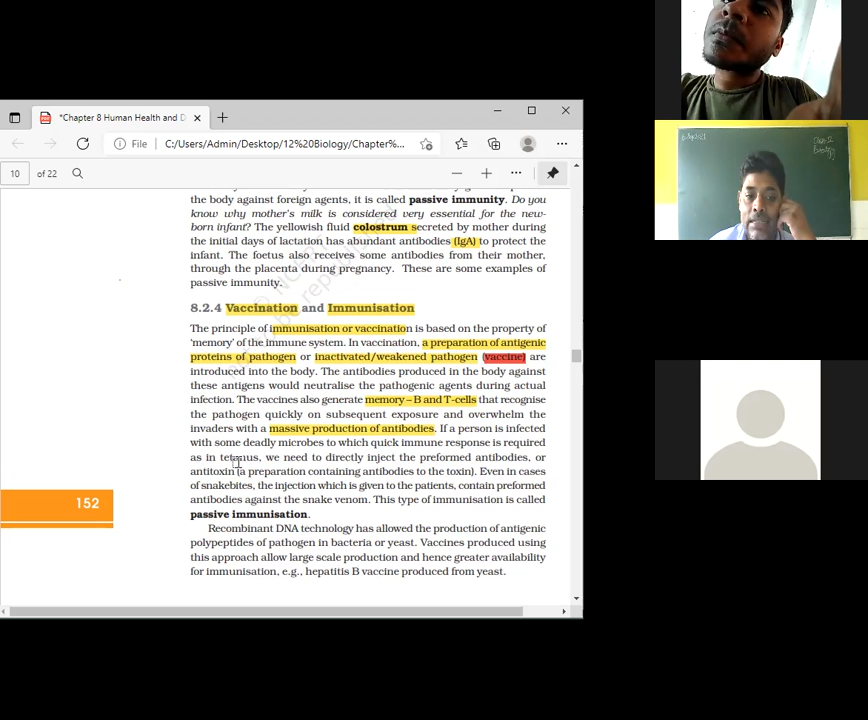 *Chapter 8 Human Health and D
File
C:/Users/Admin/Desktop/12%20Biology/Chapter%...
10 of 22
the body against foreign agents, it is called passive immunity. Do you
know why mother's milk is considered very essential for the new-
born infant? The yellowish fluid colostrum secreted by mother during
the initial days of lactation has abundant antibodies (IgA) to protect the
infant. The foetus also receives some antibodies from their mother,
through the placenta during pregnancy. These are some examples of
passive immunity.
8.2.4 Vaccination and Immunisation
The principle of immunisation or vaccination is based on the property of
'memory' of the immune system. In vaccination, a preparation of antigenic
proteins of pathogen or inactivated/weakened pathogen (vaccine) are
introduced into the body. The antibodies produced in the body against
these antigens would neutralise the pathogenic agents during actual
infection. The vaccines also generate memory – B and T-cells that recognise
the pathogen quickly on subsequent exposure and overwhelm the
invaders with a massive production of antibodies. If a person is infected
with some deadly microbes to which quick immune response is required
as in tetanus, we need to directly inject the preformed antibodies, or
antitoxin (a preparation containing antibodies to the toxin). Even in cases
of snakebites, the injection which is given to the patients, contain preformed
antibodies against the snake venom. This type of immunisation is called
passive immunisation.
Recombinant DNA technology has allowed the production of antigenic
polypeptides of pathogen in bacteria or yeast. Vaccines produced using
this approach allow large scale production and hence greater availability
for immunisation, e.g., hepatitis B vaccine produced from yeast.
152